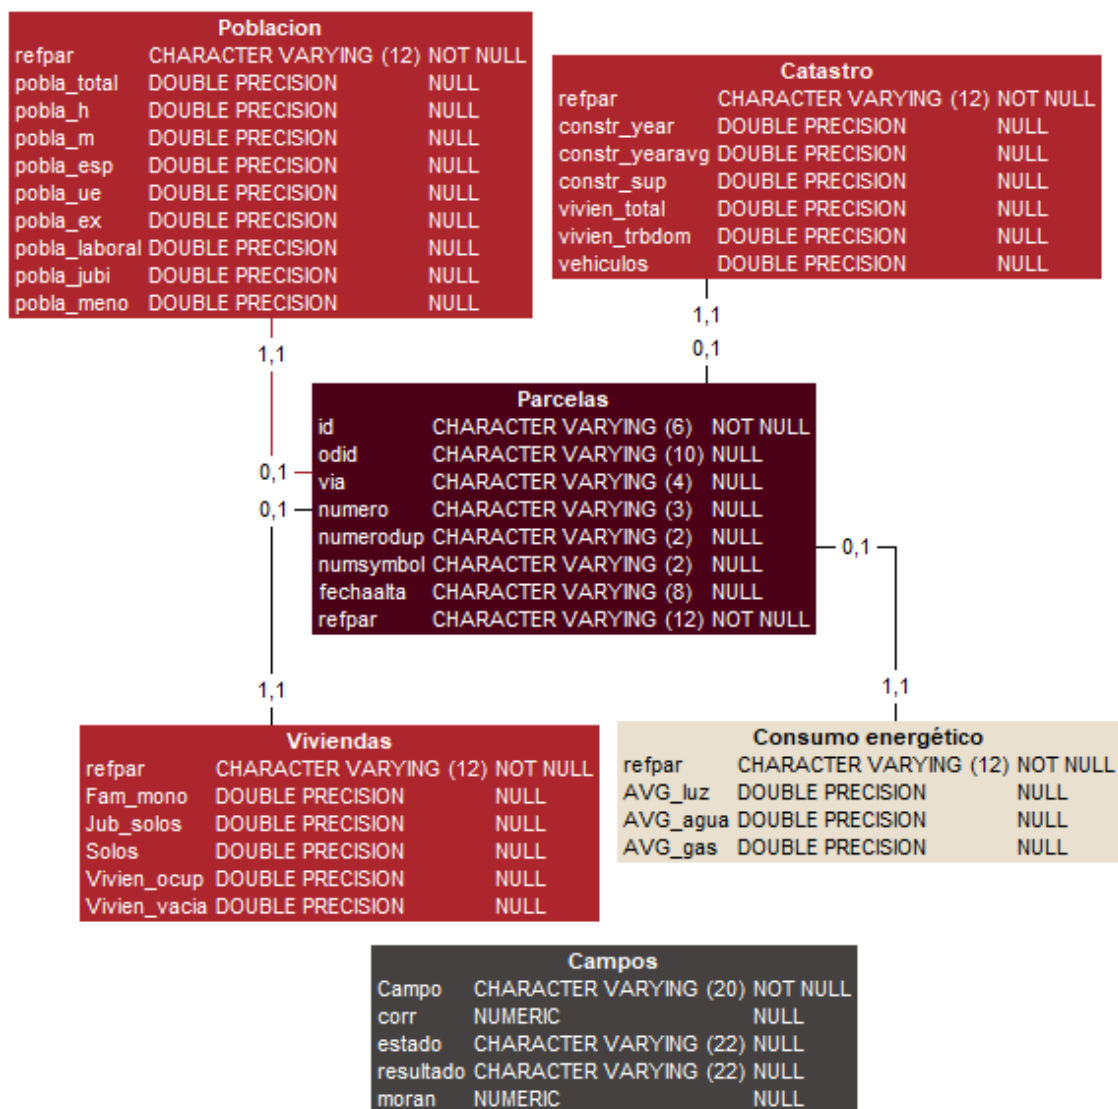 Poblacion
refpar CHARACTER VARYING (12) NOT NULL
pobla_total DOUBLE PRECISION NULL
pobla_h DOUBLE PRECISION NULL
pobla_m DOUBLE PRECISION NULL
pobla_esp DOUBLE PRECISION NULL
pobla_ue DOUBLE PRECISION NULL
pobla_ex DOUBLE PRECISION NULL
pobla_laboral DOUBLE PRECISION NULL
pobla_jubi DOUBLE PRECISION NULL
pobla_meno DOUBLE PRECISION NULL
Catastro
refpar CHARACTER VARYING (12) NOT NULL
constr_year DOUBLE PRECISION NULL
constr_yearavg DOUBLE PRECISION NULL
constr_sup DOUBLE PRECISION NULL
vivien_total DOUBLE PRECISION NULL
vivien_trbdom DOUBLE PRECISION NULL
vehiculos DOUBLE PRECISION NULL
1,1
1,1
0,1
Parcelas
id CHARACTER VARYING (6) NOT NULL
odid CHARACTER VARYING (10) NULL
via CHARACTER VARYING (4) NULL
numero CHARACTER VARYING (3) NULL
numerodup CHARACTER VARYING (2) NULL
numsymbol CHARACTER VARYING (2) NULL
fechaalta CHARACTER VARYING (8) NULL
refpar CHARACTER VARYING (12) NOT NULL
0,1
0,1
0,1
1,1
1,1
Viviendas
refpar CHARACTER VARYING (12) NOT NULL
Fam_mono DOUBLE PRECISION NULL
Jub_solos DOUBLE PRECISION NULL
Solos DOUBLE PRECISION NULL
Vivien_ocup DOUBLE PRECISION NULL
Vivien_vacia DOUBLE PRECISION NULL
Consumo energético
refpar CHARACTER VARYING (12) NOT NULL
AVG_luz DOUBLE PRECISION NULL
AVG_agua DOUBLE PRECISION NULL
AVG_gas DOUBLE PRECISION NULL
Campos
Campo CHARACTER VARYING (20) NOT NULL
corr NUMERIC NULL
estado CHARACTER VARYING (22) NULL
resultado CHARACTER VARYING (22) NULL
moran NUMERIC NULL